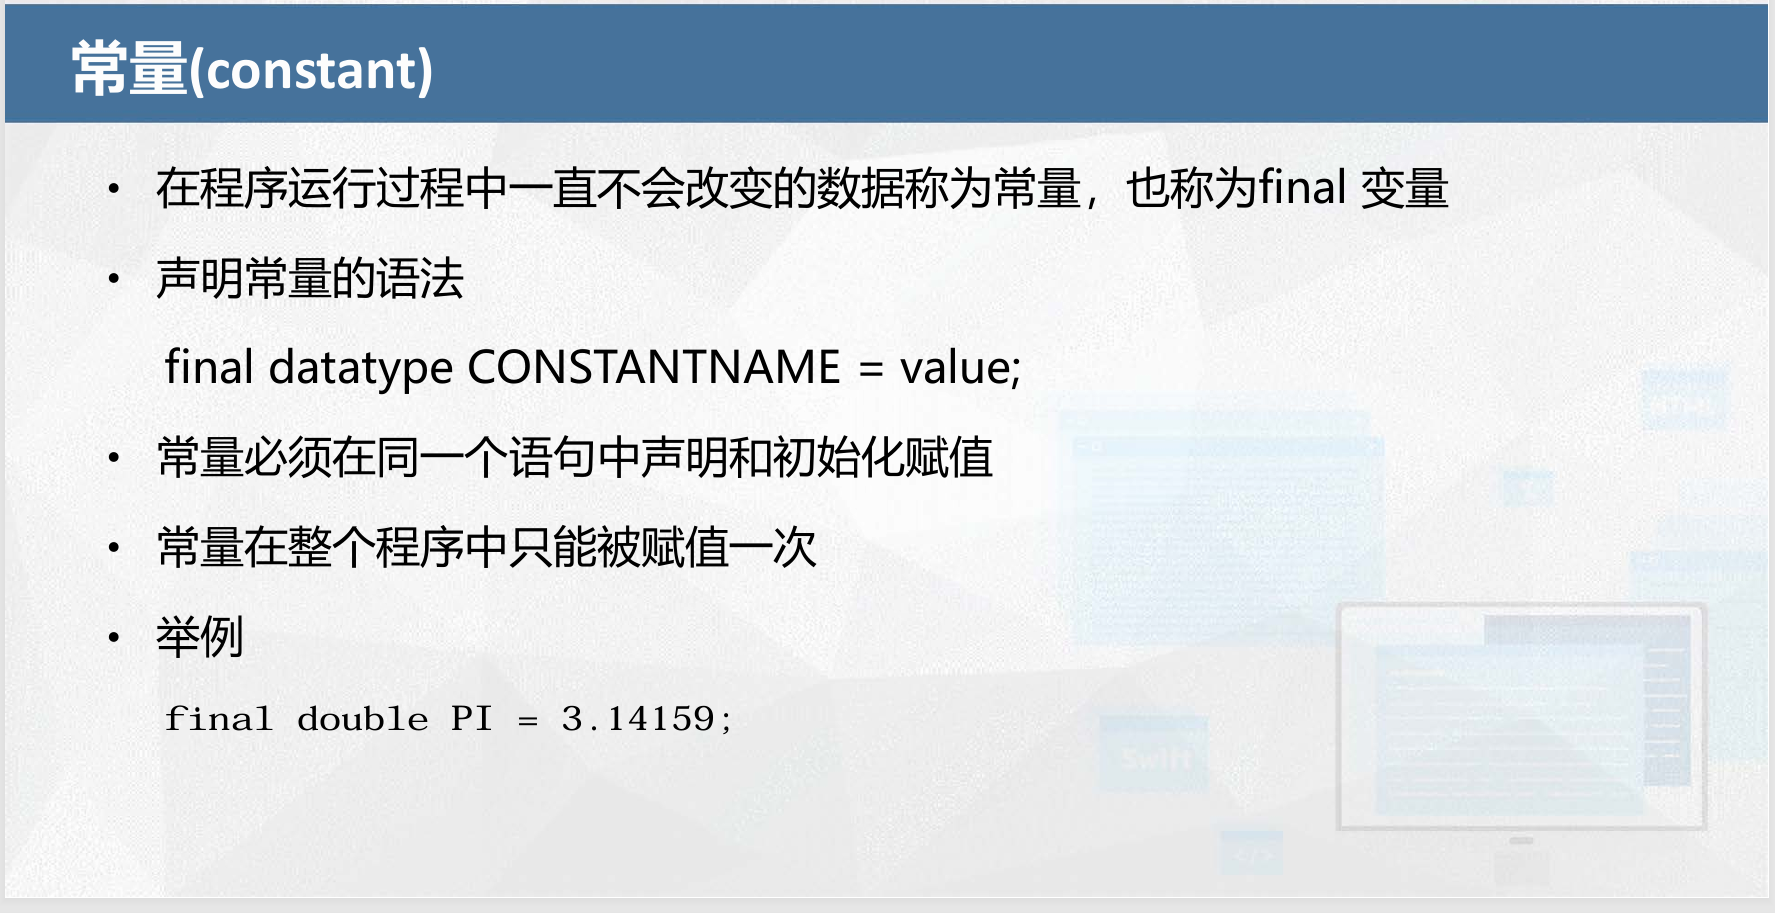 常量(constant)
• 在程序运行过程中一直不会改变的数据称为常量，也称为final 变量
• 声明常量的语法
final datatype CONSTANTNAME = value;
• 常量必须在同一个语句中声明和初始化赋值
• 常量在整个程序中只能被赋值一次
• 举例
final double PI = 3.14159;
Swift